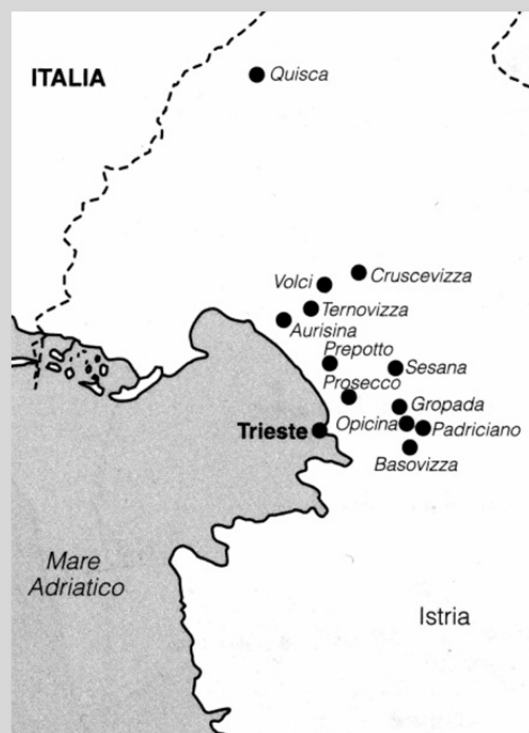 ITALIA
Quisca
Volci
Cruscevizza
Ternovizza
Aurisina
Prepotto
Sesana
Prosecco
Gropada
Trieste
Opicina
Padriciano
Basovizza
Mare
Adriatico
Istria